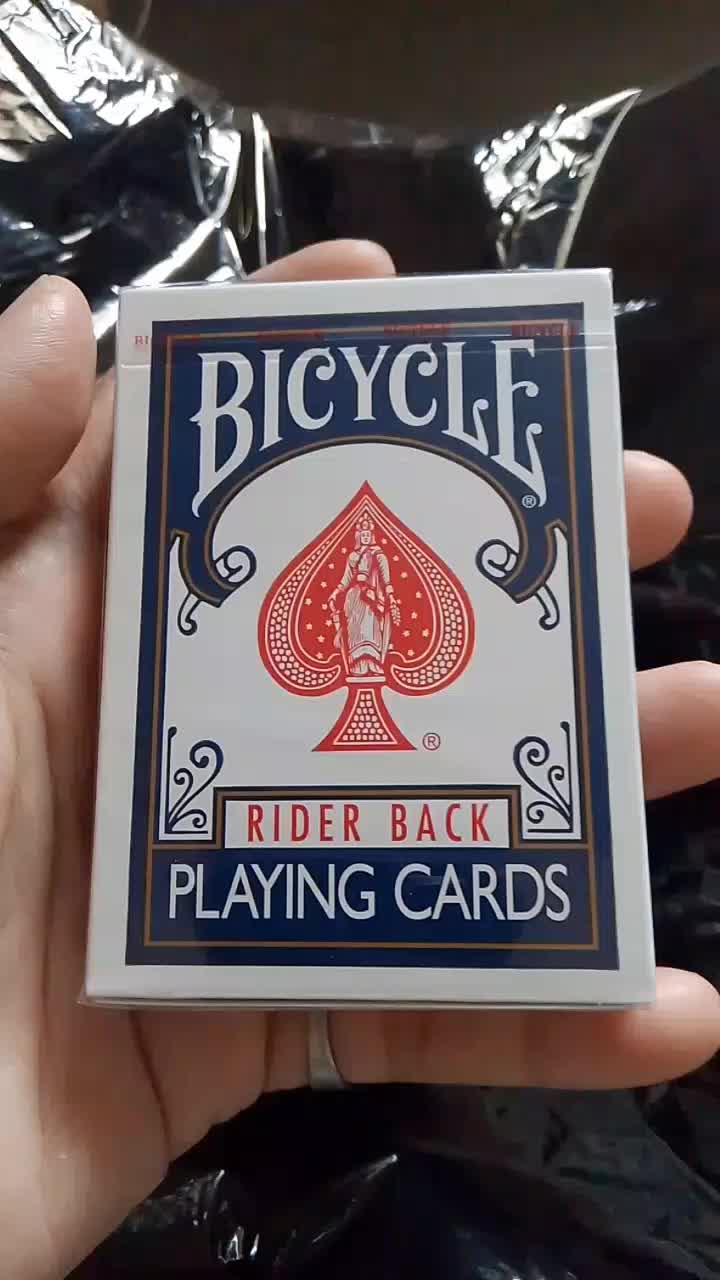 BICYCLE
®
®
RIDER BACK
PLAYING CARDS